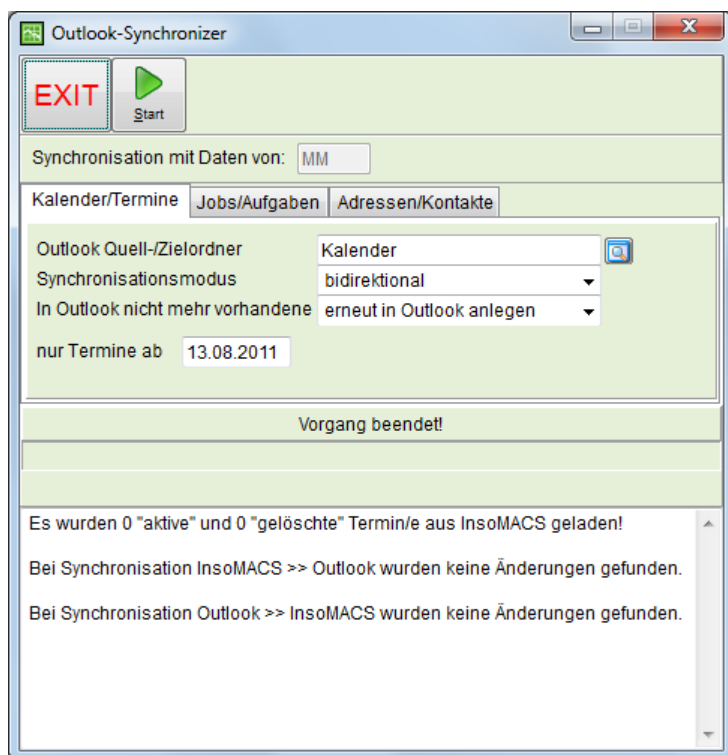 Outlook-Synchronizer
EXIT
Start
Synchronisation mit Daten von: MM
Kalender/Termine Jobs/Aufgaben Adressen/Kontakte
Outlook Quell-/Zielordner Kalender
Synchronisationsmodus bidirektional
In Outlook nicht mehr vorhandene erneut in Outlook anlegen
nur Termine ab 13.08.2011
Vorgang beendet!
Es wurden 0 "aktive" und 0 "gelöschte" Termin/e aus InsoMACS geladen!
Bei Synchronisation InsoMACS >> Outlook wurden keine Änderungen gefunden.
Bei Synchronisation Outlook >> InsoMACS wurden keine Änderungen gefunden.